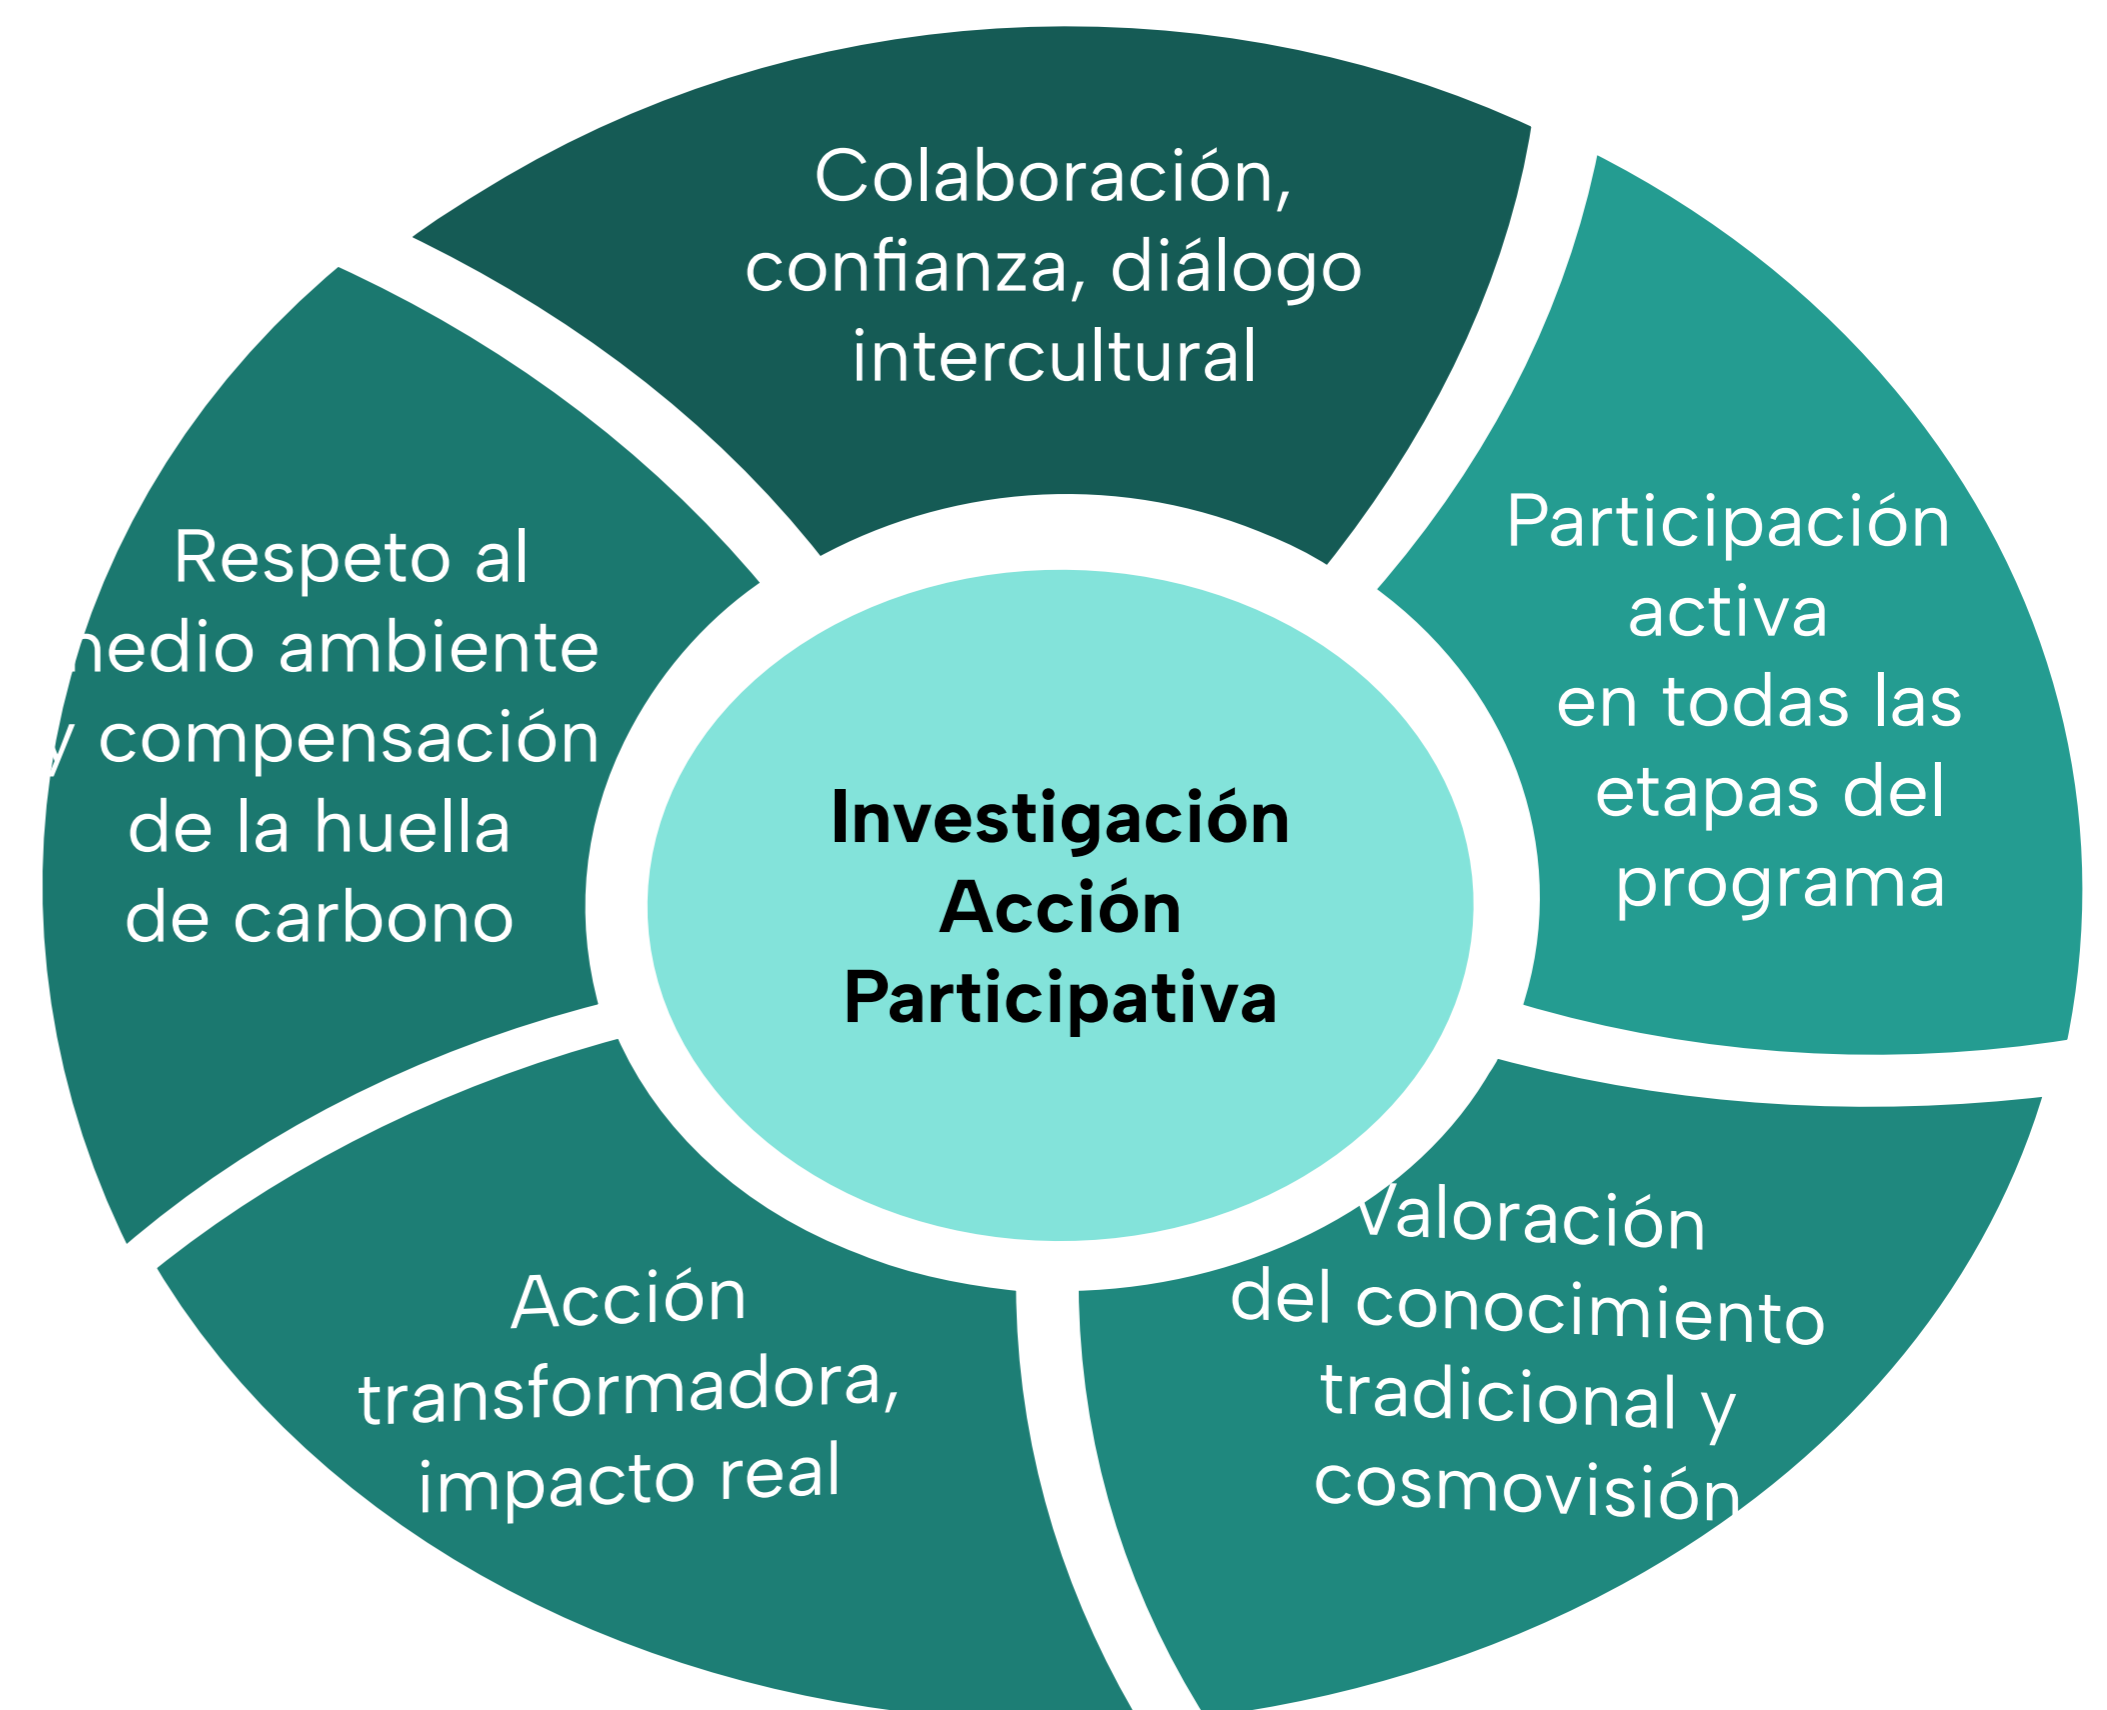 Colaboración,
confianza, diálogo
intercultural
Participación
activa
en todas las
etapas del
programa
Valoración
del conocimiento
tradicional y
cosmovisión
Acción
transformadora,
impacto real
Respeto al
medio ambiente
y compensación
de la huella
de carbono
Investigación
Acción
Participativa